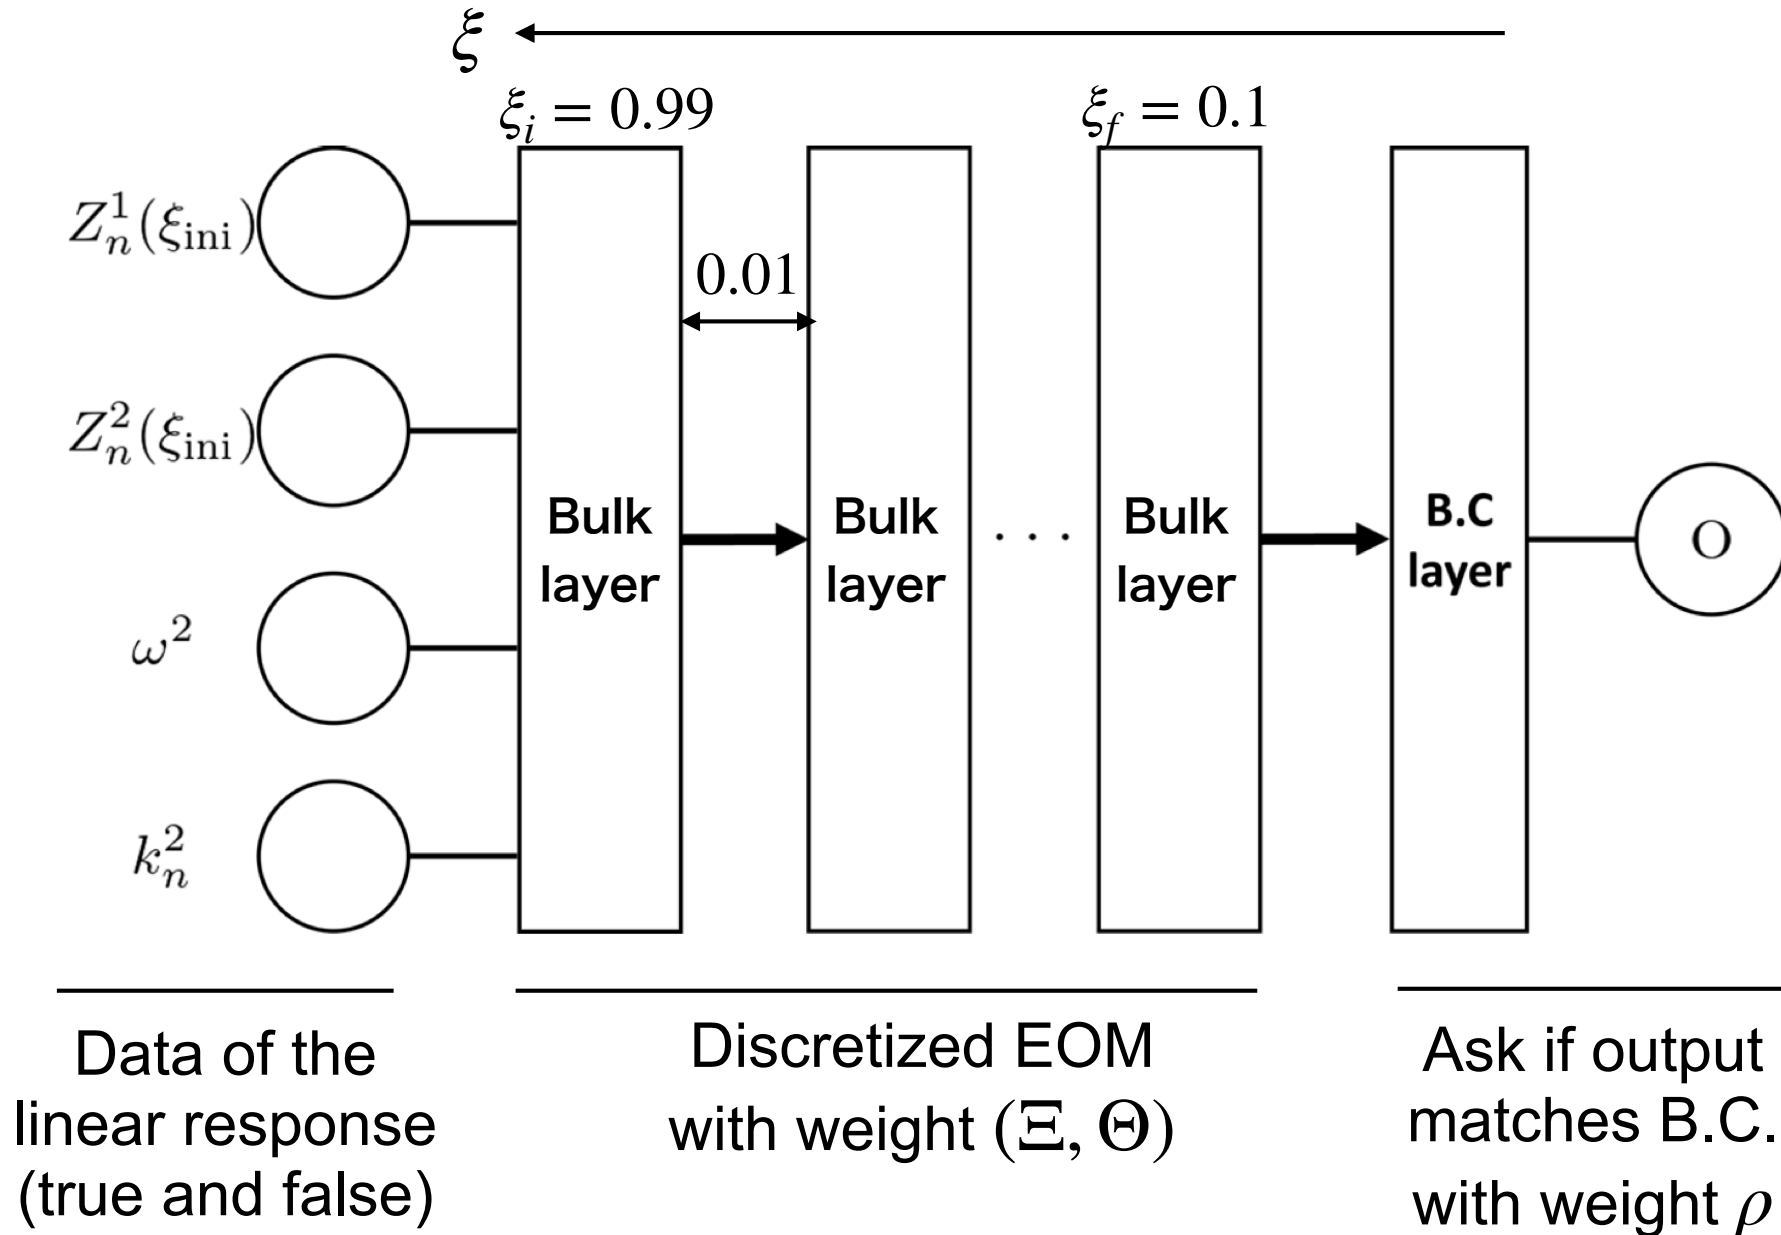 ξ
ξ_i = 0.99
ξ_f = 0.1
Z_n^1(ξ_ini)
0.01
Z_n^2(ξ_ini)
Bulk layer
Bulk layer
· · ·
Bulk layer
B.C layer
O
ω^2
k_n^2
Data of the
linear response
(true and false)
Discretized EOM
with weight (Ξ, Θ)
Ask if output
matches B.C.
with weight ρ